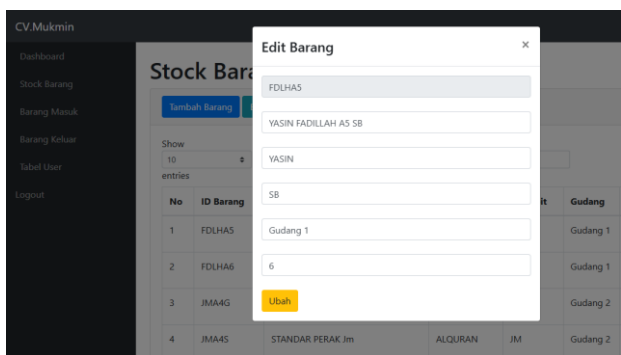 CV.Mukmin
Dashboard
Stock Barang
Barang Masuk
Barang Keluar
Tabel User
Logout
Stock Bara
Tambah Barang
Show
10
entries
Edit Barang ×
FDLHA5
YASIN FADILLAH A5 SB
YASIN
SB
Gudang 1
6
Ubah
No ID Barang it Gudang
1 FDLHA5 Gudang 1
2 FDLHA6 Gudang 1
3 JMA4G Gudang 2
4 JMA4S STANDAR PERAK Jm ALQURAN JM Gudang 2